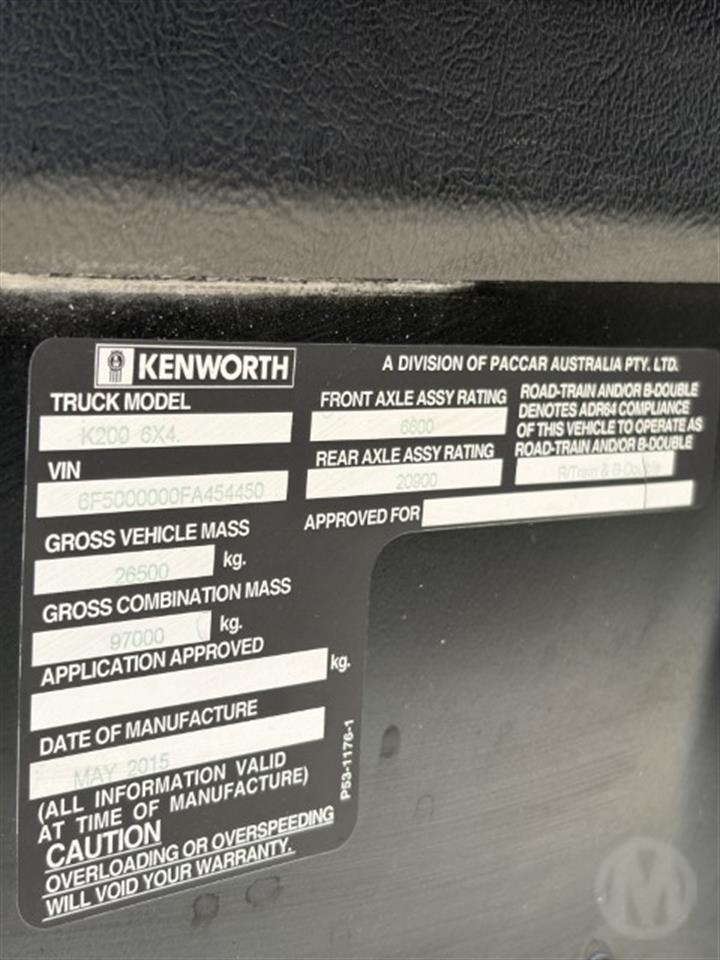 KENWORTH
A DIVISION OF PACCAR AUSTRALIA PTY. LTD.
TRUCK MODEL
K200 6X4.
VIN
6F5000000FA454450
GROSS VEHICLE MASS
26500 kg.
GROSS COMBINATION MASS
97000 kg.
APPLICATION APPROVED
kg.
DATE OF MANUFACTURE
MAY 2015
(ALL INFORMATION VALID
AT TIME OF MANUFACTURE)
CAUTION
OVERLOADING OR OVERSPEEDING
WILL VOID YOUR WARRANTY.
P53-1176-1
FRONT AXLE ASSY RATING
6600
REAR AXLE ASSY RATING
20900
APPROVED FOR
ROAD-TRAIN AND/OR B-DOUBLE
DENOTES ADR64 COMPLIANCE
OF THIS VEHICLE TO OPERATE AS
ROAD-TRAIN AND/OR B-DOUBLE
R/Train & B-Double
M